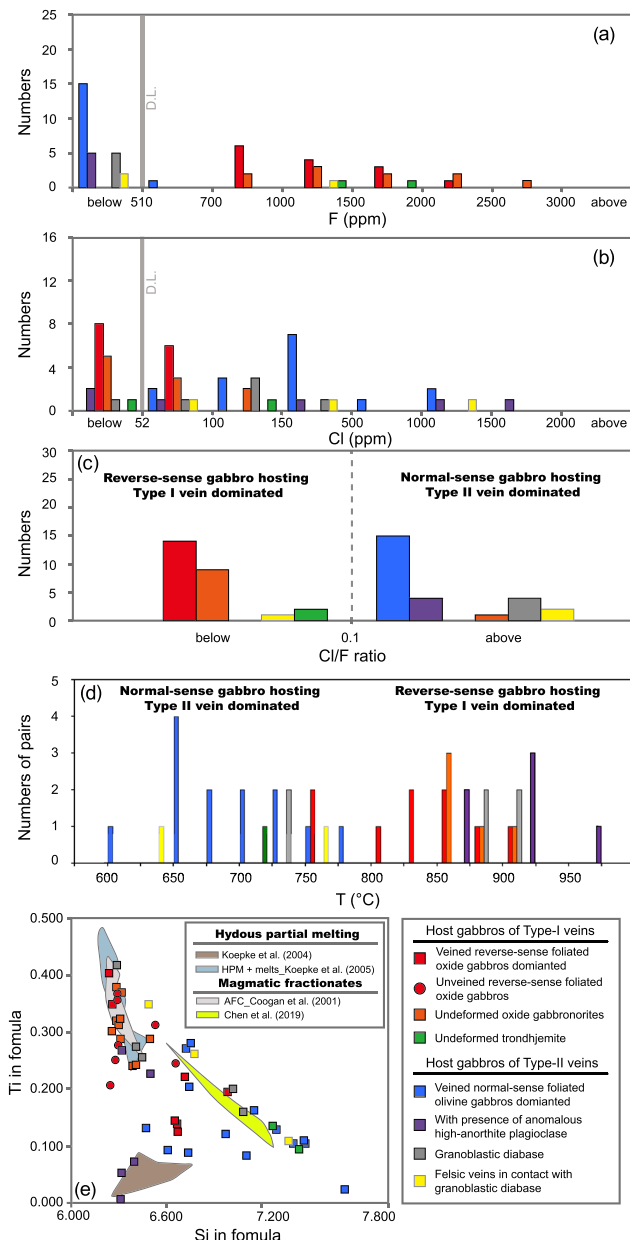 (a)
Numbers
25
20
15
10
5
0
D.L.
below 510 700 1000 1500 2000 2500 3000 above
F (ppm)
(b)
Numbers
16
12
8
4
0
D.L.
below 52 100 150 500 1000 1500 2000 above
Cl (ppm)
(c)
Numbers
30
25
20
15
10
5
0
Reverse-sense gabbro hosting
Type I vein dominated
Normal-sense gabbro hosting
Type II vein dominated
below 0.1 above
Cl/F ratio
(d)
Numbers of pairs
5
4
3
2
1
0
Normal-sense gabbro hosting
Type II vein dominated
Reverse-sense gabbro hosting
Type I vein dominated
600 650 700 750 800 850 900 950
T (°C)
(e)
Ti in fomula
0.500
0.400
0.300
0.200
0.100
0.000
Hydous partial melting
Koepke et al. (2004)
HPM + melts_Koepke et al. (2005)
Magmatic fractionates
AFC_Coogan et al. (2001)
Chen et al. (2019)
6.000 6.600 7.200 7.800
Si in fomula
Host gabbros of Type-I veins
Veined reverse-sense foliated
oxide gabbros domianted
Unveined reverse-sense foliated
oxide gabbros
Undeformed oxide gabbronorites
Undeformed trondhjemite
Host gabbros of Type-II veins
Veined normal-sense foliated
olivine gabbros domianted
With presence of anomalous
high-anorthite plagioclase
Granoblastic diabase
Felsic veins in contact with
granoblastic diabase